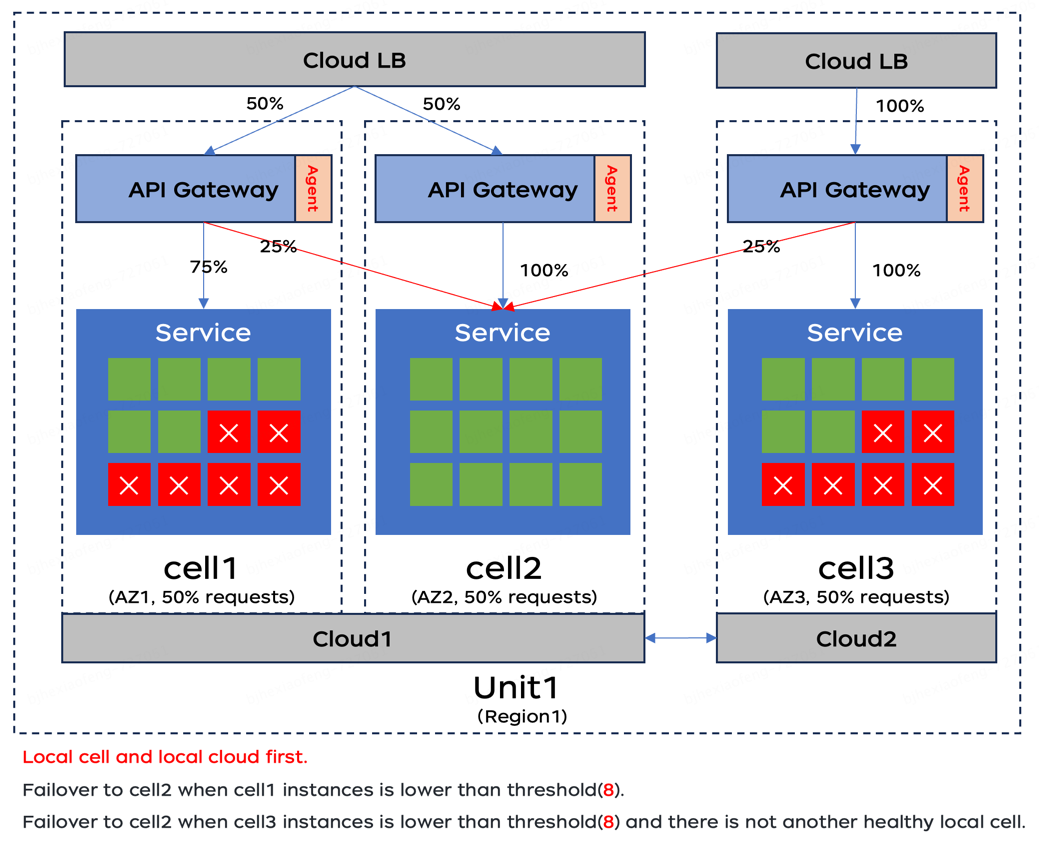 Cloud LB
Cloud LB
50%
50%
100%
API Gateway
Agent
API Gateway
Agent
API Gateway
Agent
25%
25%
75%
100%
100%
Service
Service
Service
cell1
cell2
cell3
(AZ1, 50% requests)
(AZ2, 50% requests)
(AZ3, 50% requests)
Cloud1
Cloud2
Unit1
(Region1)
Local cell and local cloud first.
Failover to cell2 when cell1 instances is lower than threshold(8).
Failover to cell2 when cell3 instances is lower than threshold(8) and there is not another healthy local cell.